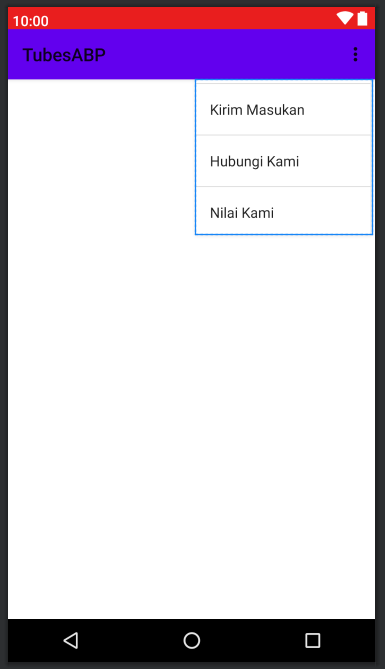 10:00
TubesABP
Kirim Masukan
Hubungi Kami
Nilai Kami